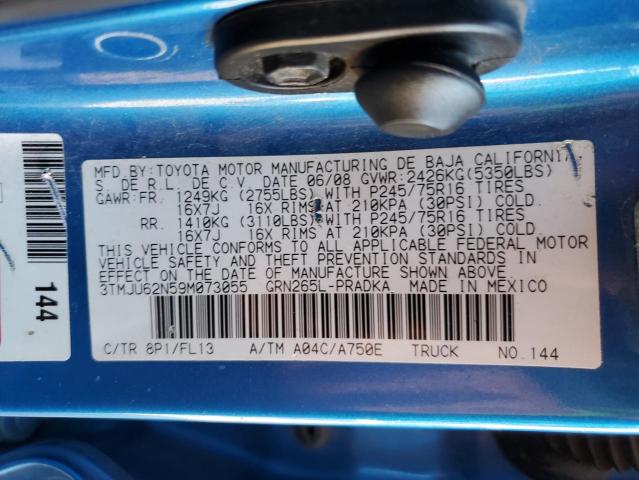 MFD. BY: TOYOTA MOTOR MANUFACTURING DE BAJA CALIFORNIA
S. DE R.L. DE C.V. DATE 06/08 GVWR: 2426KG(5350LBS)
GAWR: FR. 1249KG (2755LBS) WITH P245/75R16 TIRES
16X7J 16X RIMS AT 210KPA (30PSI) COLD.
RR. 1410KG (3110LBS) WITH P245/75R16 TIRES
16X7J 16X RIMS AT 210KPA (30PSI) COLD.
THIS VEHICLE CONFORMS TO ALL APPLICABLE FEDERAL MOTOR
VEHICLE SAFETY AND THEFT PREVENTION STANDARDS IN
EFFECT ON THE DATE OF MANUFACTURE SHOWN ABOVE.
3TMJU62N59M073055 GRN265L-PRADKA MADE IN MEXICO
C/TR 8P1/FL13 A/TM A04C/A750E TRUCK NO.144
144